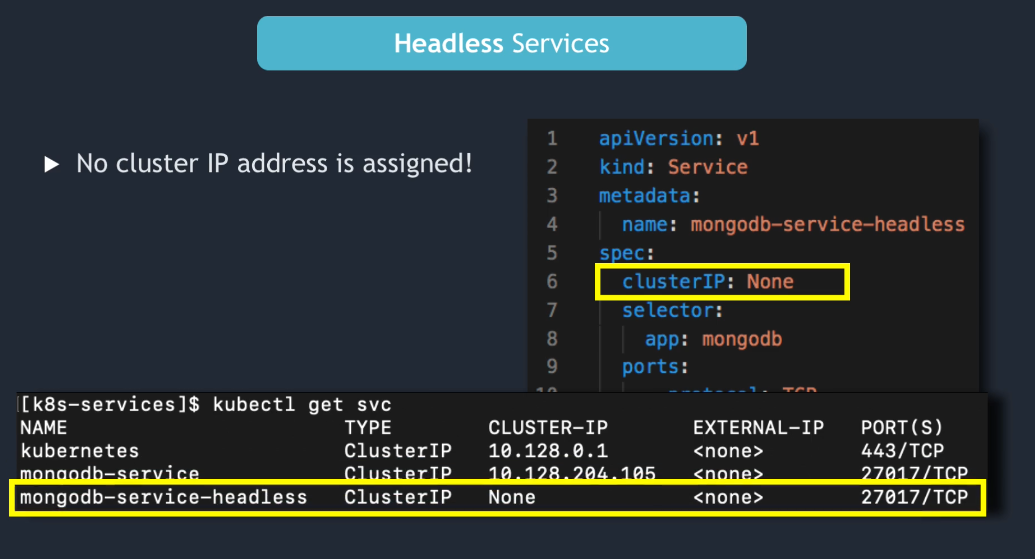 Headless Services
▶ No cluster IP address is assigned!
1 apiVersion: v1
2 kind: Service
3 metadata:
4 name: mongodb-service-headless
5 spec:
6 clusterIP: None
7 selector:
8 app: mongodb
9 ports:
10 protocol: TCP
[k8s-services]$ kubectl get svc
NAME TYPE CLUSTER-IP EXTERNAL-IP PORT(S)
kubernetes ClusterIP 10.128.0.1 <none> 443/TCP
mongodb-service ClusterIP 10.128.204.105 <none> 27017/TCP
mongodb-service-headless ClusterIP None <none> 27017/TCP